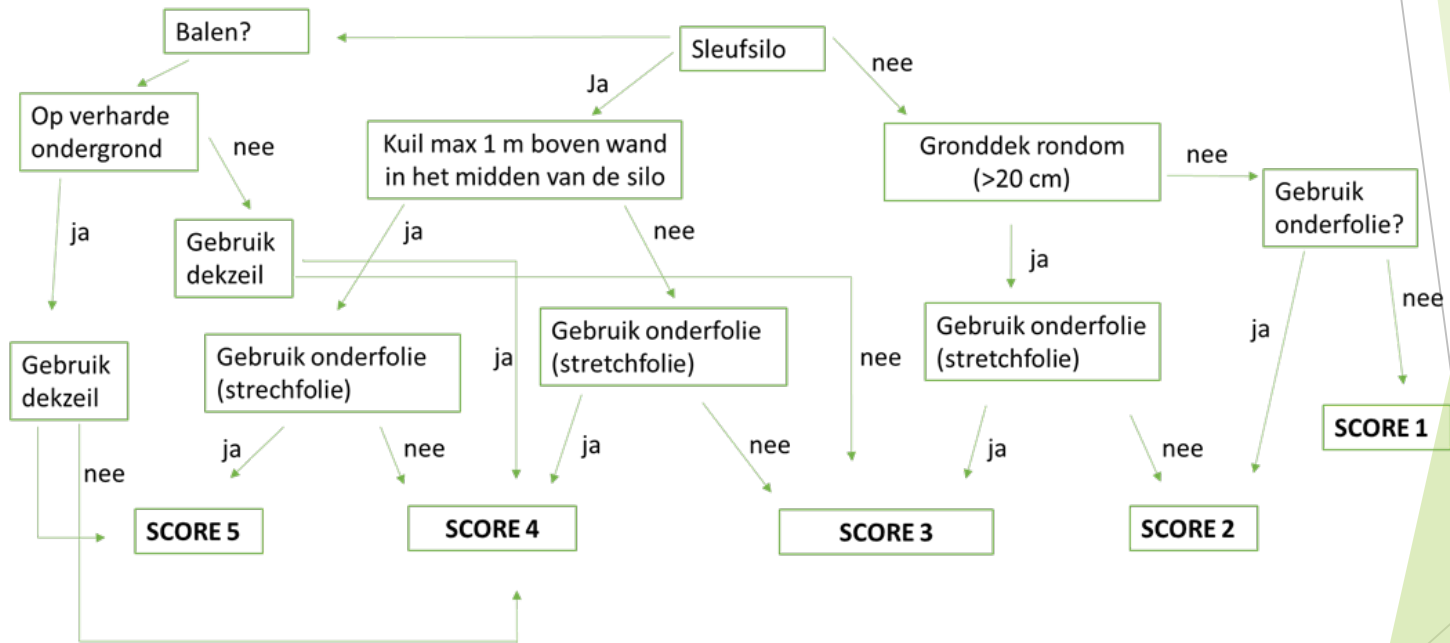 Balen?
Sleufsilo
Ja
nee
Op verharde
ondergrond
nee
Kuil max 1 m boven wand
in het midden van de silo
Gronddek rondom
(>20 cm)
nee
Gebruik
onderfolie?
ja
Gebruik
dekzeil
ja
nee
ja
nee
Gebruik
dekzeil
Gebruik onderfolie
(strechfolie)
ja
Gebruik onderfolie
(stretchfolie)
nee
Gebruik onderfolie
(stretchfolie)
ja
nee
ja
nee
ja
nee
ja
nee
SCORE 1
SCORE 5
SCORE 4
SCORE 3
SCORE 2